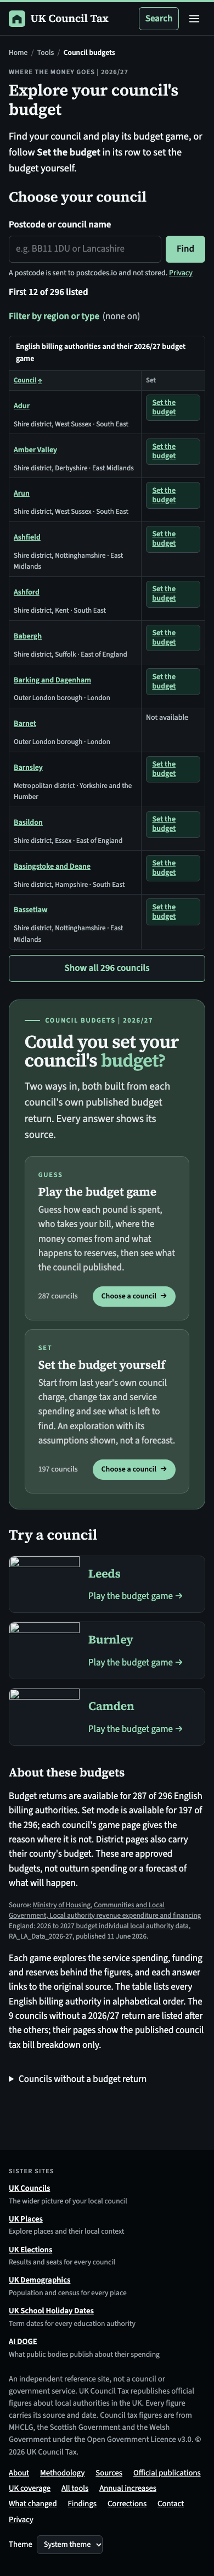 UK Council Tax
Search
Home / Tools / Council budgets
WHERE THE MONEY GOES | 2026/27
Explore your council's
budget
Find your council and play its budget game, or
follow Set the budget in its row to set the
budget yourself.
Choose your council
Postcode or council name
e.g. BB11 1DU or Lancashire
Find
A postcode is sent to postcodes.io and not stored. Privacy
First 12 of 296 listed
Filter by region or type (none on)
English billing authorities and their 2026/27 budget
game
Council
Set
Adur
Shire district, West Sussex · South East
Set the
budget
Amber Valley
Shire district, Derbyshire · East Midlands
Set the
budget
Arun
Shire district, West Sussex · South East
Set the
budget
Ashfield
Shire district, Nottinghamshire · East
Midlands
Set the
budget
Ashford
Shire district, Kent · South East
Set the
budget
Babergh
Shire district, Suffolk · East of England
Set the
budget
Barking and Dagenham
Outer London borough · London
Set the
budget
Barnet
Outer London borough · London
Not available
Barnsley
Metropolitan district · Yorkshire and the
Humber
Set the
budget
Basildon
Shire district, Essex · East of England
Set the
budget
Basingstoke and Deane
Shire district, Hampshire · South East
Set the
budget
Bassetlaw
Shire district, Nottinghamshire · East
Midlands
Set the
budget
Show all 296 councils
COUNCIL BUDGETS | 2026/27
Could you set your
council's budget?
Two ways in, both built from each
council's own published budget
return. Every answer shows its
source.
GUESS
Play the budget game
Guess how each pound is spent,
who takes your bill, where the
money comes from and what
happens to reserves, then see what
the council published.
287 councils
Choose a council →
SET
Set the budget yourself
Start from last year's own council
charge, change tax and service
spending and see what is left to
find. An exploration with its
assumptions shown, not a forecast.
197 councils
Choose a council →
Try a council
Leeds
Play the budget game →
Burnley
Play the budget game →
Camden
Play the budget game →
About these budgets
Budget returns are available for 287 of 296 English
billing authorities. Set mode is available for 197 of
the 296; each council's game page gives the
reason where it is not. District pages also carry
their county's budget. These are approved
budgets, not outturn spending or a forecast of
what will happen.
Source: Ministry of Housing, Communities and Local
Government, Local authority revenue expenditure and financing
England: 2026 to 2027 budget individual local authority data,
RA_LA_Data_2026-27, published 11 June 2026.
Each game explores the service spending, funding
and reserves behind the figures, and each answer
links to the original source. The table lists every
English billing authority in alphabetical order. The
9 councils without a 2026/27 return are listed after
the others; their pages show the published council
tax bill breakdown only.
Councils without a budget return
SISTER SITES
UK Councils
The wider picture of your local council
UK Places
Explore places and their local context
UK Elections
Results and seats for every council
UK Demographics
Population and census for every place
UK School Holiday Dates
Term dates for every education authority
AI DOGE
What public bodies publish about their spending
An independent reference site, not a council or
government service. UK Council Tax republishes official
figures about local authorities in the UK. Every figure
carries its source and date. Council tax figures are from
MHCLG, the Scottish Government and the Welsh
Government under the Open Government Licence v3.0. ©
2026 UK Council Tax.
About Methodology Sources Official publications
UK coverage All tools Annual increases
What changed Findings Corrections Contact
Privacy
Theme System theme